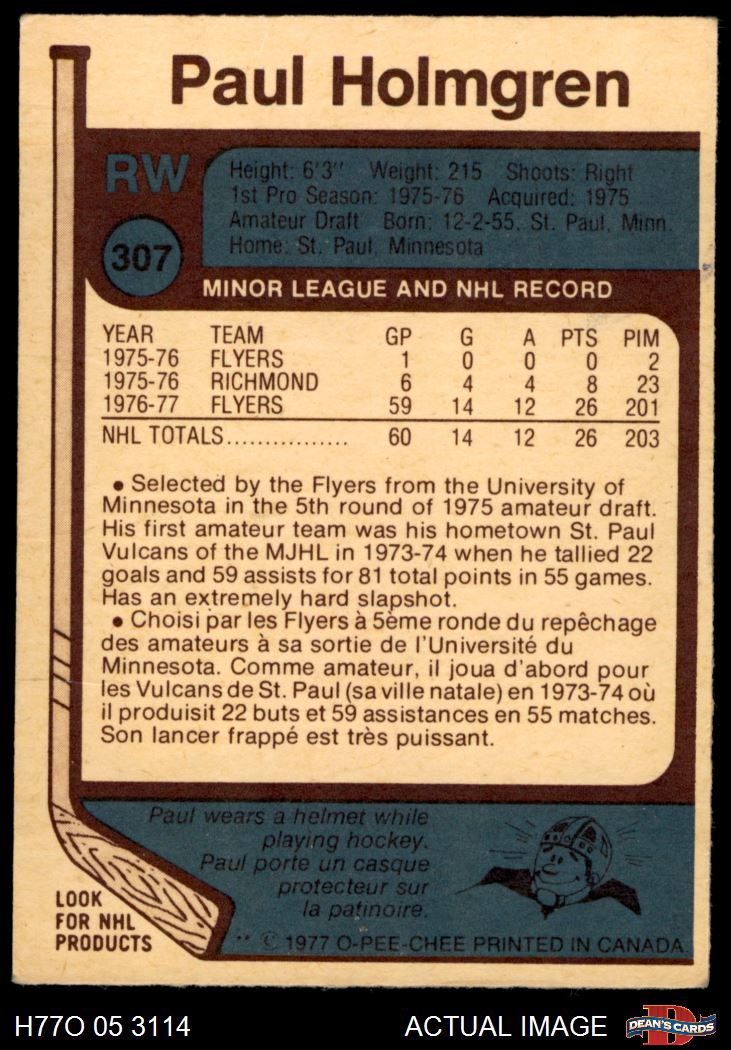 Paul Holmgren
RW
Height: 6'3" Weight: 215 Shoots: Right
1st Pro Season: 1975-76 Acquired: 1975
Amateur Draft Born: 12-2-55, St. Paul, Minn.
Home: St. Paul, Minnesota
307
MINOR LEAGUE AND NHL RECORD
YEAR TEAM GP G A PTS PIM
1975-76 FLYERS 1 0 0 0 2
1975-76 RICHMOND 6 4 4 8 23
1976-77 FLYERS 59 14 12 26 201
NHL TOTALS................ 60 14 12 26 203
• Selected by the Flyers from the University of
Minnesota in the 5th round of 1975 amateur draft.
His first amateur team was his hometown St. Paul
Vulcans of the MJHL in 1973-74 when he tallied 22
goals and 59 assists for 81 total points in 55 games.
Has an extremely hard slapshot.
• Choisi par les Flyers à 5ème ronde du repêchage
des amateurs à sa sortie de l'Université du
Minnesota. Comme amateur, il joua d'abord pour
les Vulcans de St. Paul (sa ville natale) en 1973-74 où
il produisit 22 buts et 59 assistances en 55 matches.
Son lancer frappé est très puissant.
Paul wears a helmet while
playing hockey.
Paul porte un casque
protecteur sur
la patinoire.
LOOK
FOR NHL
PRODUCTS
** © 1977 O-PEE-CHEE PRINTED IN CANADA
H77O 05 3114
ACTUAL IMAGE
D
DEAN'S CARDS